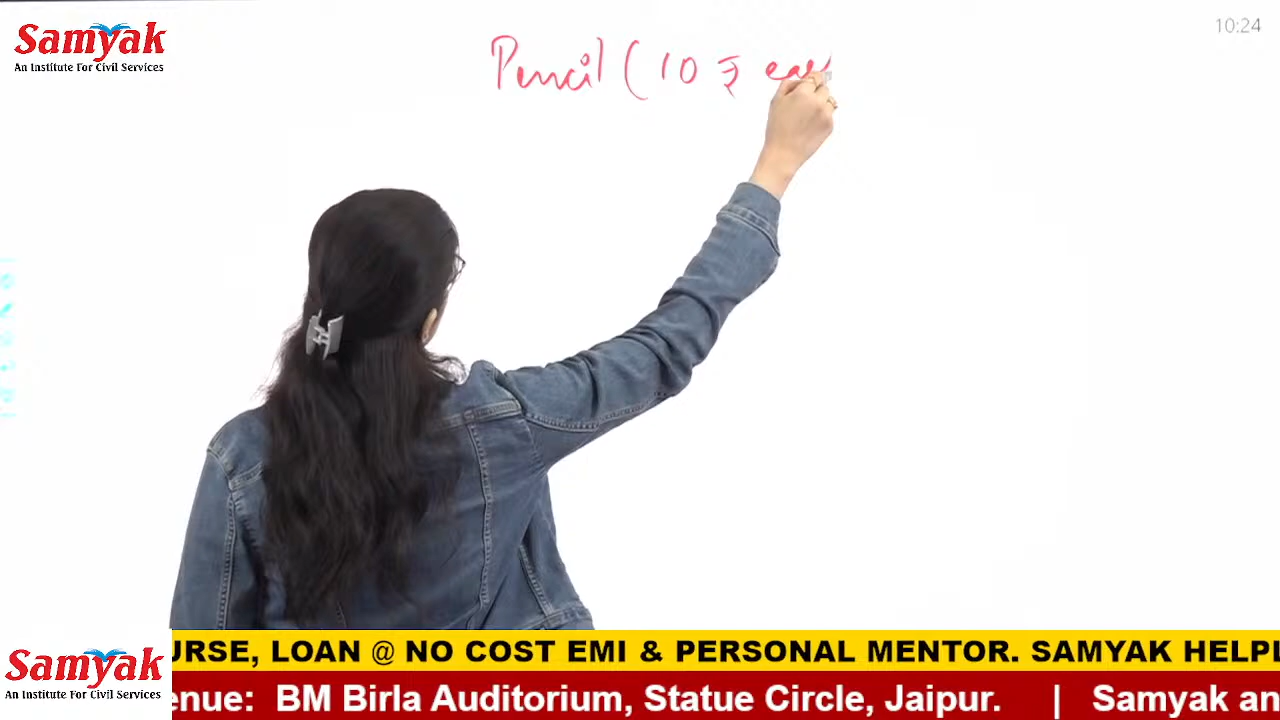 Samyak
An Institute For Civil Services
10:24
Pencil ( 10 ₹
Samyak
An Institute For Civil Services
URSE, LOAN @ NO COST EMI & PERSONAL MENTOR. SAMYAK HELPL
enue: BM Birla Auditorium, Statue Circle, Jaipur. | Samyak an